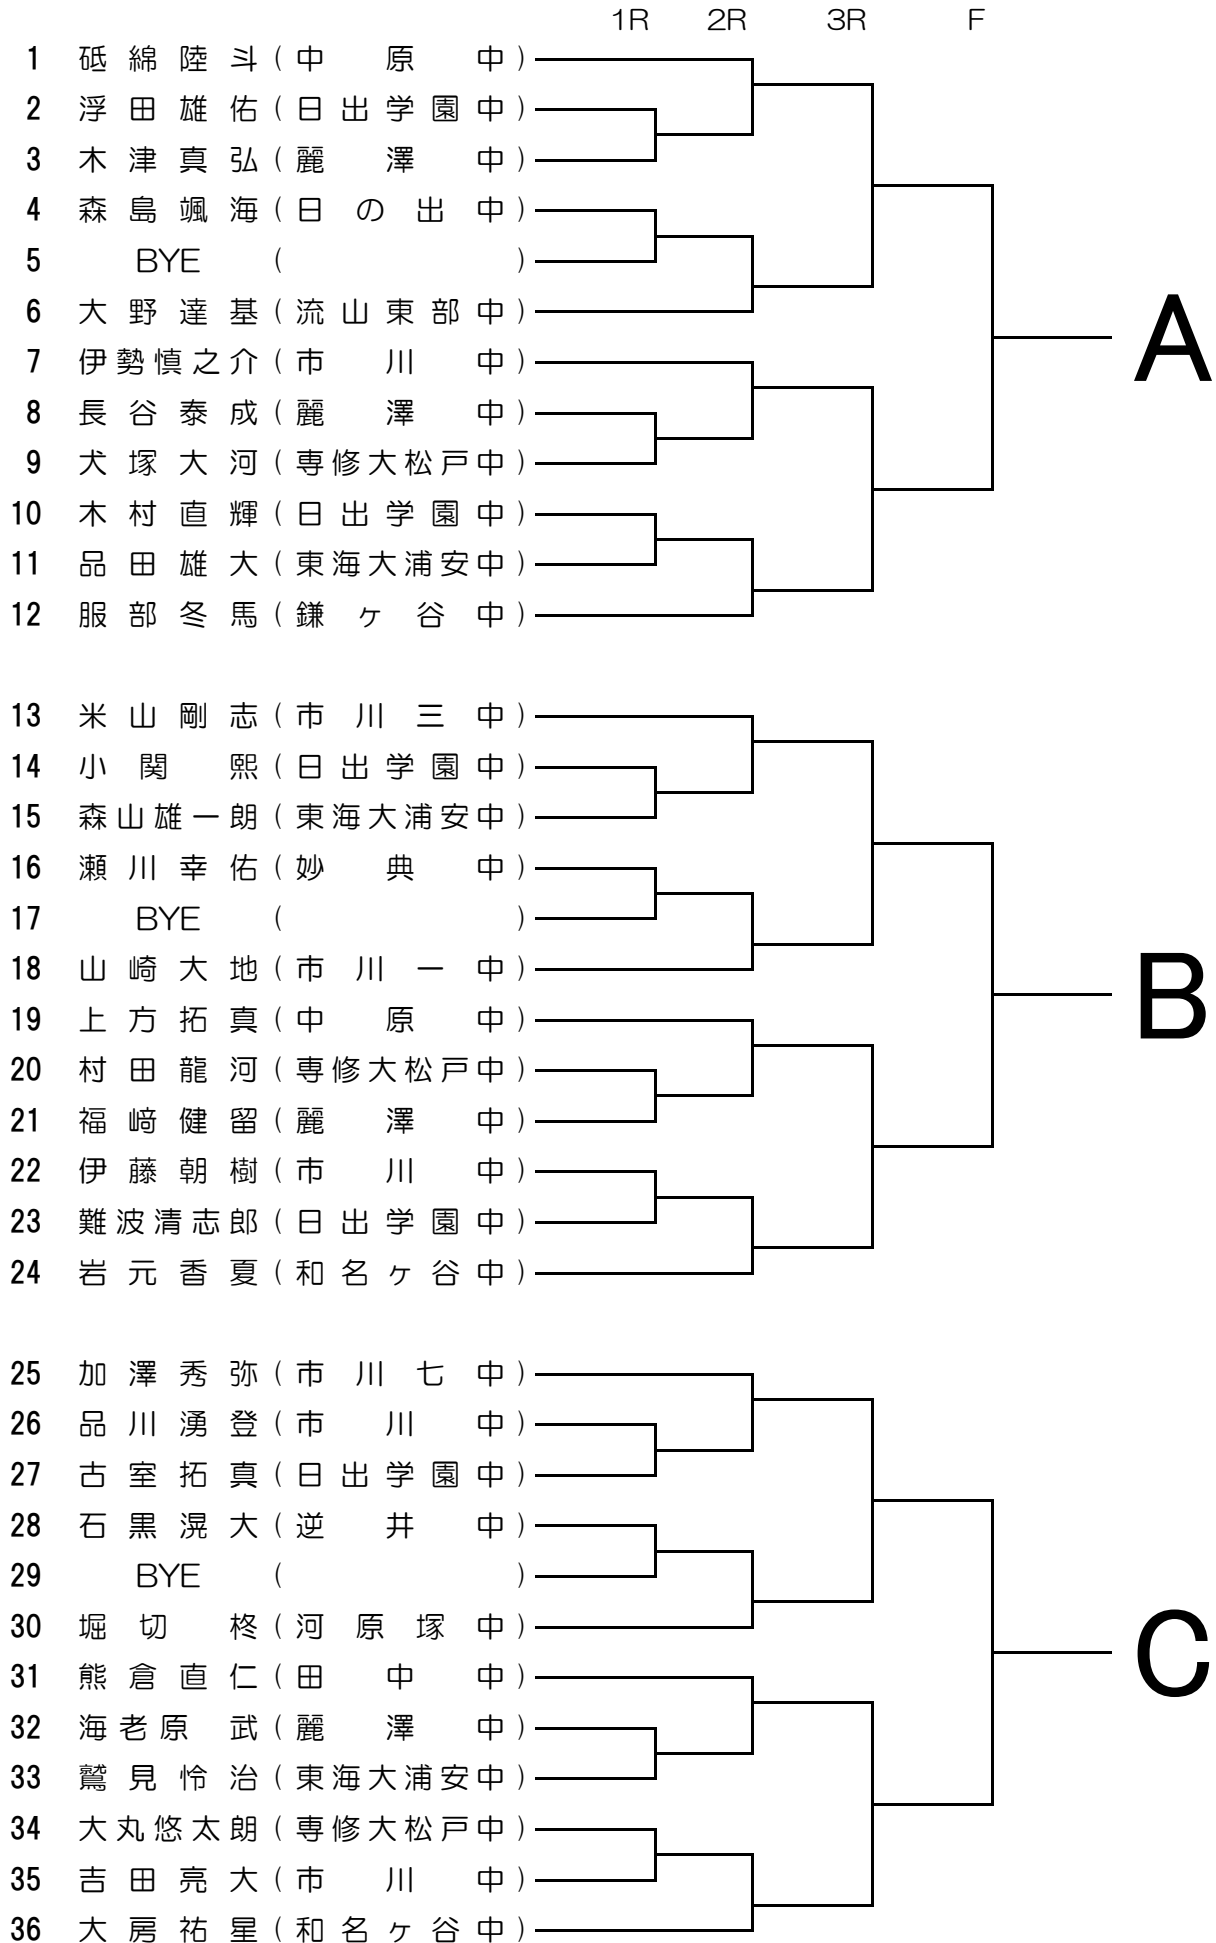 1R 2R 3R F
1 砥綿陸斗(中原中)
2 浮田雄佑(日出学園中)
3 木津真弘(麗澤中)
4 森島颯海(日の出中)
5 BYE ( )
6 大野達基(流山東部中)
A
7 伊勢慎之介(市川中)
8 長谷泰成(麗澤中)
9 犬塚大河(専修大松戸中)
10 木村直輝(日出学園中)
11 品田雄大(東海大浦安中)
12 服部冬馬(鎌ヶ谷中)
13 米山剛志(市川三中)
14 小関熙(日出学園中)
15 森山雄一朗(東海大浦安中)
16 瀬川幸佑(妙典中)
17 BYE ( )
18 山崎大地(市川一中)
B
19 上方拓真(中原中)
20 村田龍河(専修大松戸中)
21 福﨑健留(麗澤中)
22 伊藤朝樹(市川中)
23 難波清志郎(日出学園中)
24 岩元香夏(和名ヶ谷中)
25 加澤秀弥(市川七中)
26 品川湧登(市川中)
27 古室拓真(日出学園中)
28 石黒滉大(逆井中)
29 BYE ( )
30 堀切柊(河原塚中)
C
31 熊倉直仁(田中中)
32 海老原武(麗澤中)
33 鷲見怜治(東海大浦安中)
34 大丸悠太朗(専修大松戸中)
35 吉田亮大(市川中)
36 大房祐星(和名ヶ谷中)